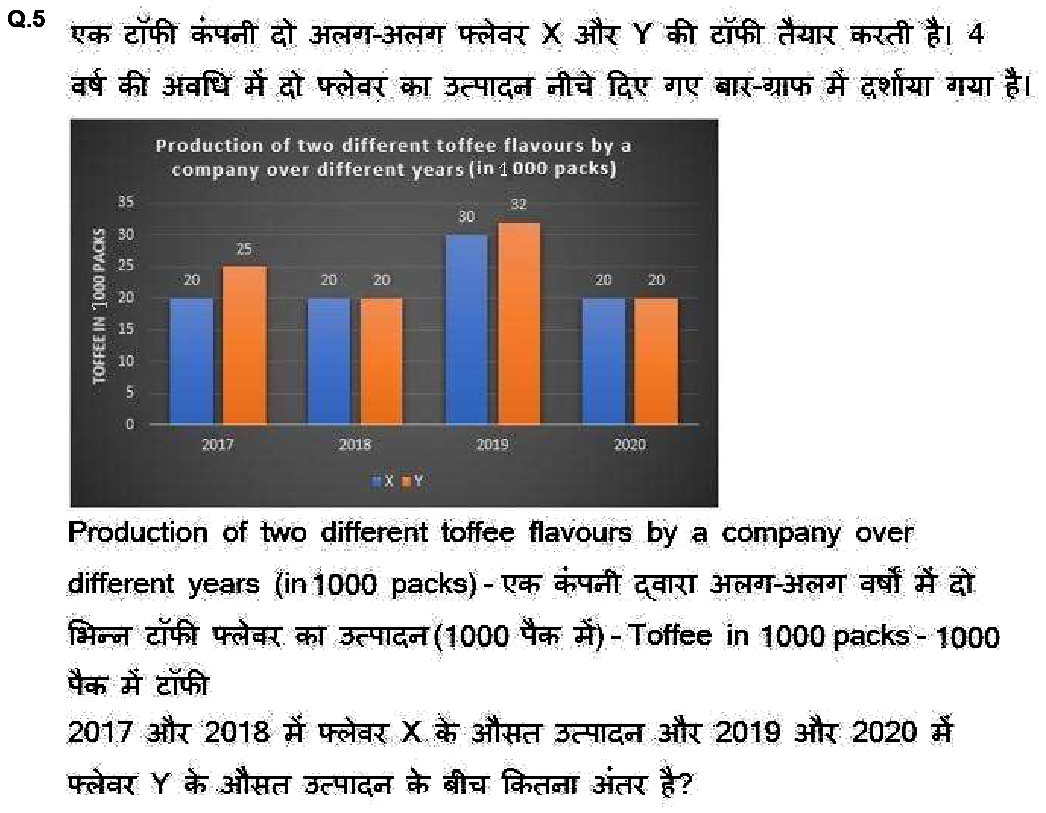 Q.5
एक टॉफी कंपनी दो अलग-अलग फ्लेवर X और Y की टॉफी तैयार करती है। 4
वर्ष की अवधि में दो फ्लेवर का उत्पादन नीचे दिए गए बार-ग्राफ में दर्शाया गया है।
Production of two different toffee flavours by a
company over different years (in 1000 packs)
TOFFEE IN 1000 PACKS
35
30
25
20
15
10
5
0
20
25
20
20
30
32
20
20
2017
2018
2019
2020
X Y
Production of two different toffee flavours by a company over
different years (in 1000 packs) - एक कंपनी द्वारा अलग-अलग वर्षों में दो
भिन्न टॉफी फ्लेवर का उत्पादन (1000 पैक में) - Toffee in 1000 packs - 1000
पैक में टॉफी
2017 और 2018 में फ्लेवर X के औसत उत्पादन और 2019 और 2020 में
फ्लेवर Y के औसत उत्पादन के बीच कितना अंतर है?